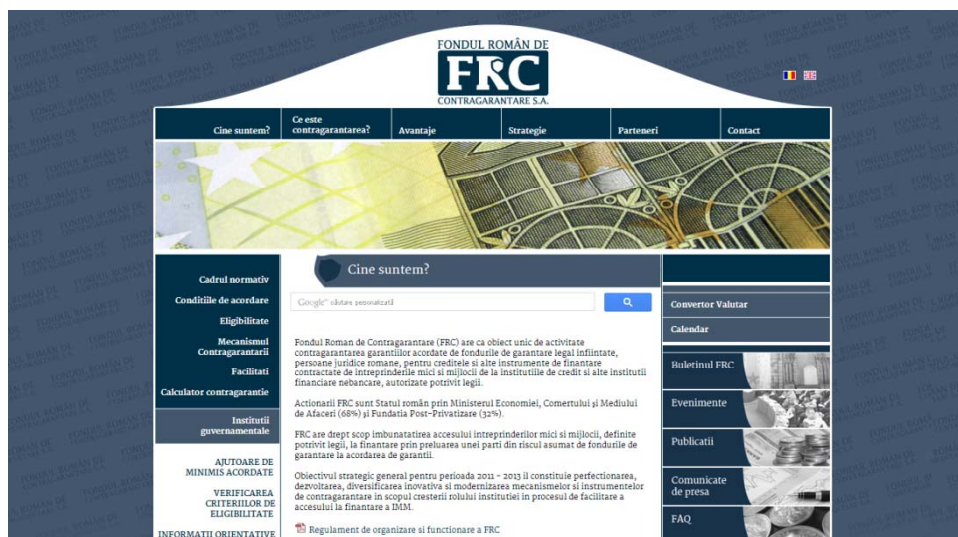 FONDUL ROMÂN DE
FRC
CONTRAGARANTARE S.A.
Cine suntem?
Ce este
contragarantarea?
Avantaje
Strategie
Parteneri
Contact
Cadrul normativ
Conditiile de acordare
Eligibilitate
Mecanismul
Contragarantarii
Facilitati
Calculator contragarantie
Institutii
guvernamentale
AJUTOARE DE
MINIMIS ACORDATE
VERIFICAREA
CRITERIILOR DE
ELIGIBILITATE
INFORMATII ORIENTATIVE
Cine suntem?
Google căutare personalizată
Fondul Roman de Contragarantare (FRC) are ca obiect unic de activitate
contragarantarea garantiilor acordate de fondurile de garantare legal infiintate,
persoane juridice romane, pentru creditele si alte instrumente de finantare
contractate de intreprinderile mici si mijlocii de la institutiile de credit si alte institutii
financiare nebancare, autorizate potrivit legii.
Actionarii FRC sunt Statul român prin Ministerul Economiei, Comertului şi Mediului
de Afaceri (68%) şi Fundatia Post-Privatizare (32%).
FRC are drept scop imbunatatirea accesului intreprinderilor mici si mijlocii, definite
potrivit legii, la finantare prin preluarea unei parti din riscul asumat de fondurile de
garantare la acordarea de garantii.
Obiectivul strategic general pentru perioada 2011 - 2013 il constituie perfectionarea,
dezvoltarea, diversificarea inovativa si modernizarea mecanismelor si instrumentelor
de contragarantare in scopul cresterii rolului institutiei in procesul de facilitare a
accesului la finantare a IMM.
Regulament de organizare si functionare a FRC
Convertor Valutar
Calendar
Buletinul FRC
Evenimente
Publicatii
Comunicate
de presa
FAQ